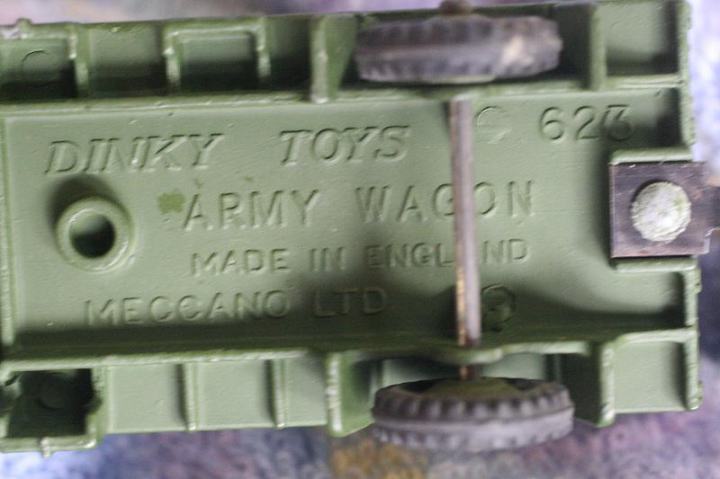 DINKY TOYS 623
ARMY WAGON
MADE IN ENGLAND
MECCANO LTD